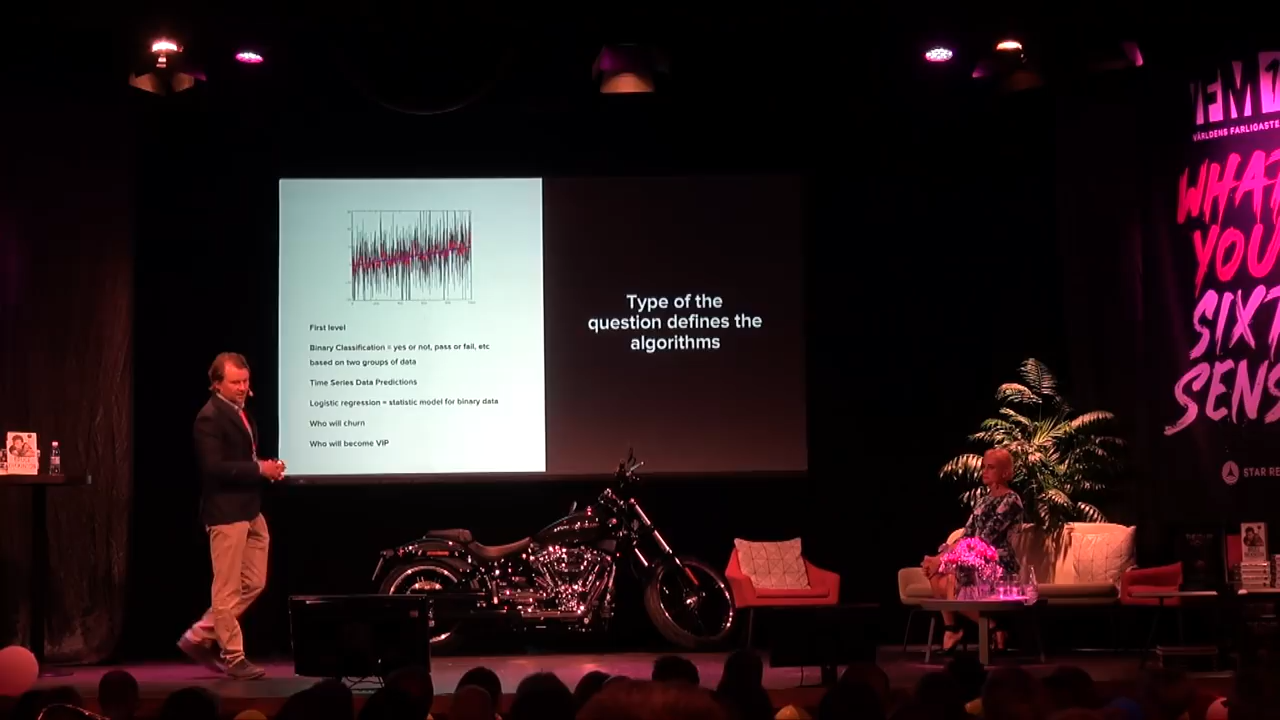 First level
Binary Classification = yes or not, pass or fail, etc
based on two groups of data
Time Series Data Predictions
Logistic regression = statistic model for binary data
Who will churn
Who will become VIP
Type of the
question defines the
algorithms
VÄRLDENS FARLIGASTE
WHAT
YOU
SIXT
SENS
STAR RE